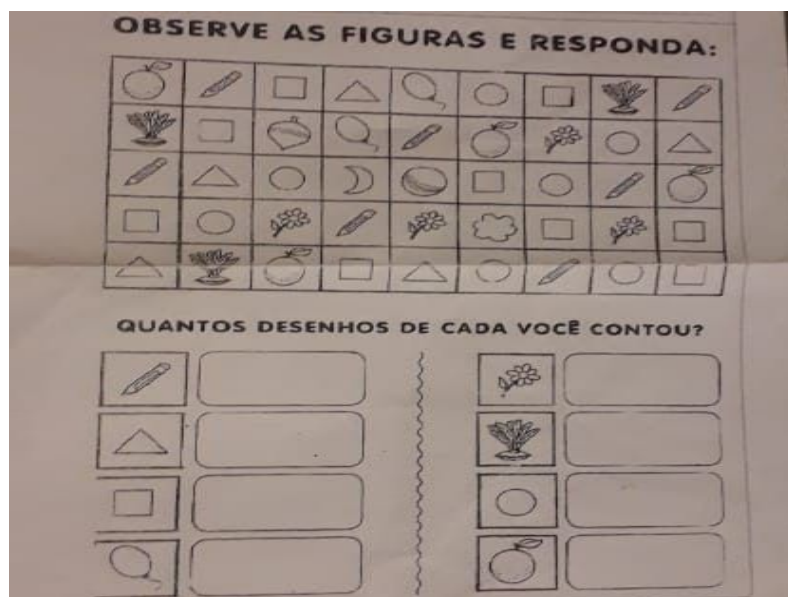 OBSERVE AS FIGURAS E RESPONDA:
QUANTOS DESENHOS DE CADA VOCÊ CONTOU?